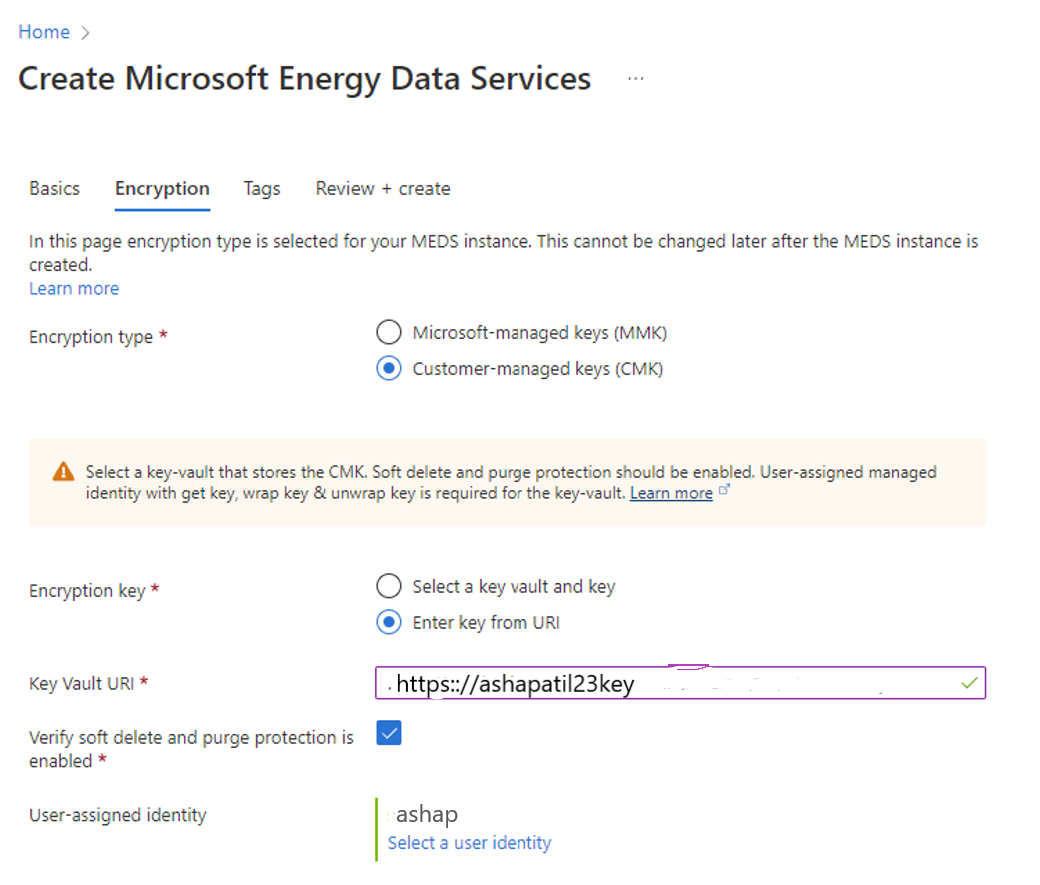 Home >
Create Microsoft Energy Data Services ...
Basics Encryption Tags Review + create
In this page encryption type is selected for your MEDS instance. This cannot be changed later after the MEDS instance is
created.
Learn more
Encryption type *
Microsoft-managed keys (MMK)
Customer-managed keys (CMK)
Select a key-vault that stores the CMK. Soft delete and purge protection should be enabled. User-assigned managed
identity with get key, wrap key & unwrap key is required for the key-vault. Learn more
Encryption key *
Select a key vault and key
Enter key from URI
Key Vault URI *
https:://ashapatil23key
Verify soft delete and purge protection is
enabled *
User-assigned identity
ashap
Select a user identity